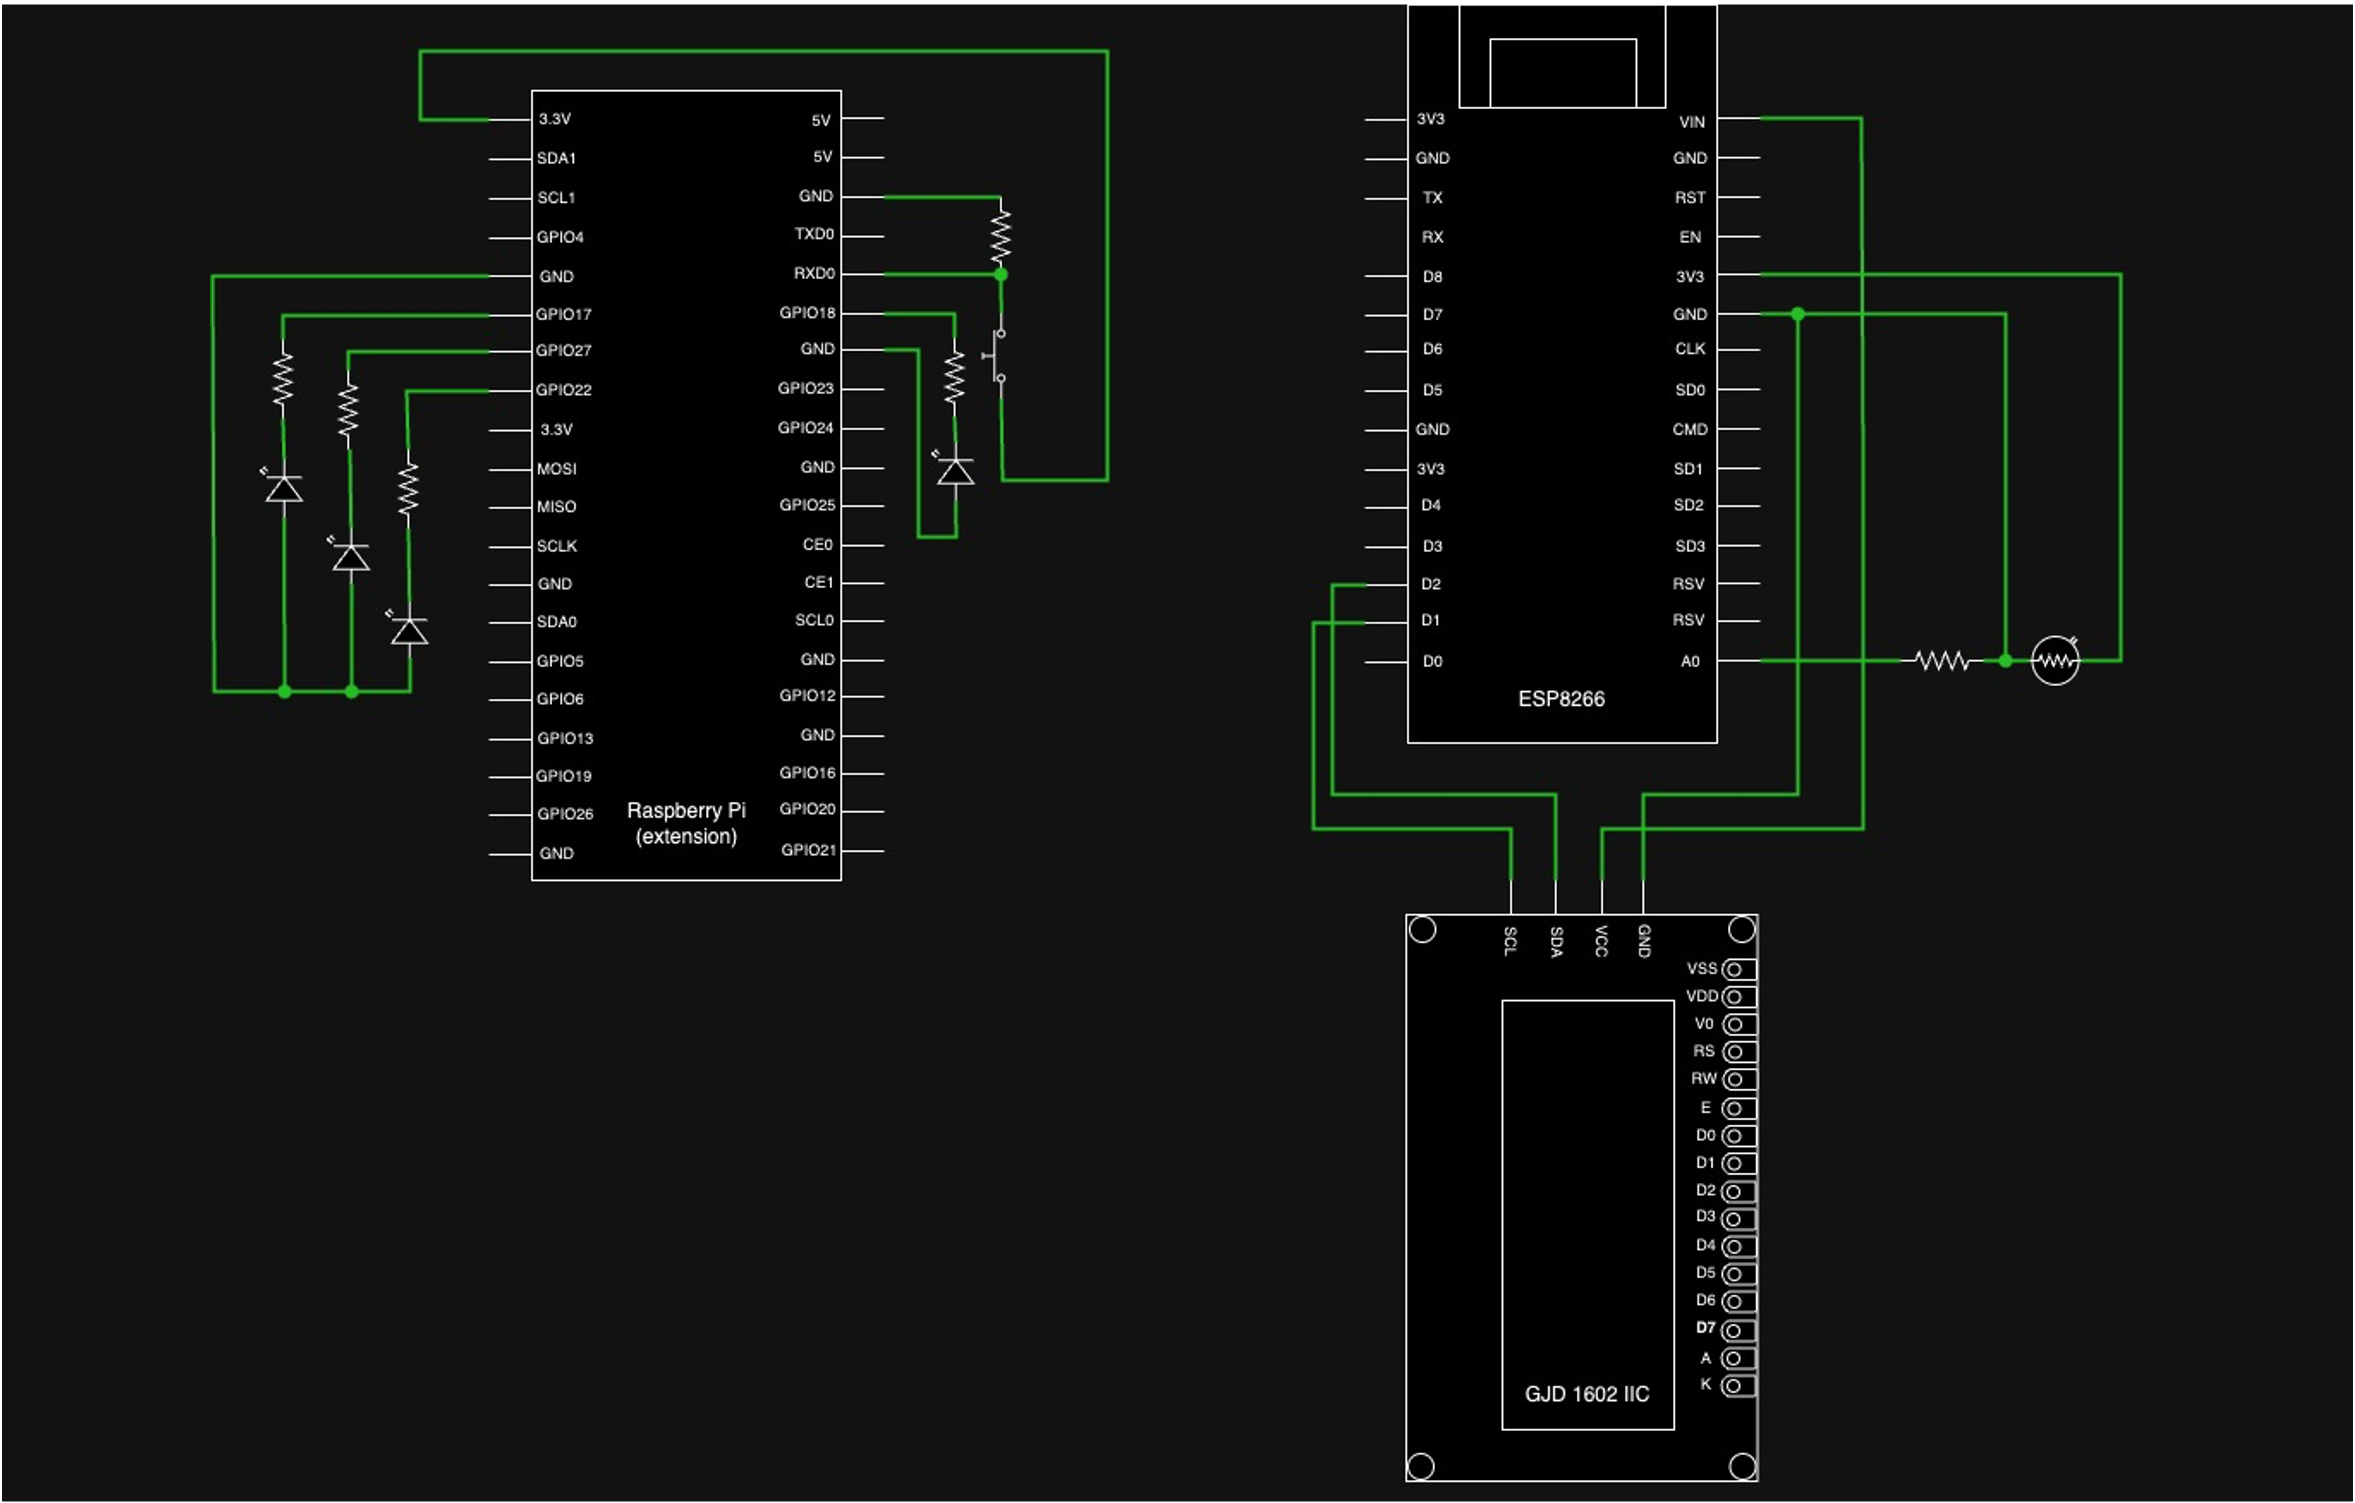 3.3V
SDA1
SCL1
GPIO4
GND
GPIO17
GPIO27
GPIO22
3.3V
MOSI
MISO
SCLK
GND
SDA0
GPIO5
GPIO6
GPIO13
GPIO19
GPIO26
GND
5V
5V
GND
TXD0
RXD0
GPIO18
GND
GPIO23
GPIO24
GND
GPIO25
CE0
CE1
SCL0
GND
GPIO12
GND
GPIO16
GPIO20
GPIO21
Raspberry Pi
(extension)
3V3
GND
TX
RX
D8
D7
D6
D5
GND
3V3
D4
D3
D2
D1
D0
VIN
GND
RST
EN
3V3
GND
CLK
SD0
CMD
SD1
SD2
SD3
RSV
RSV
A0
ESP8266
SCL
SDA
VCC
GND
VSS
VDD
V0
RS
RW
E
D0
D1
D2
D3
D4
D5
D6
D7
A
K
GJD 1602 IIC